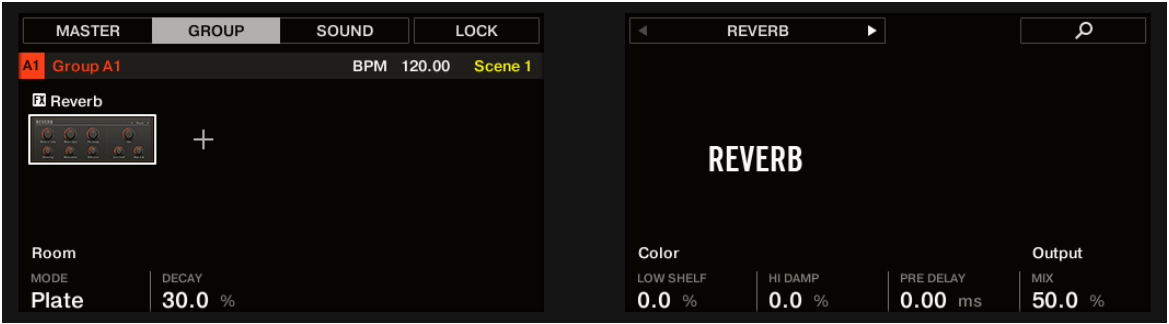 MASTER GROUP SOUND LOCK
A1 Group A1 BPM 120.00 Scene 1
FX Reverb
REVERB
Room
MODE DECAY
Plate 30.0 %
REVERB
REVERB
Color Output
LOW SHELF HI DAMP PRE DELAY MIX
0.0 % 0.0 % 0.00 ms 50.0 %